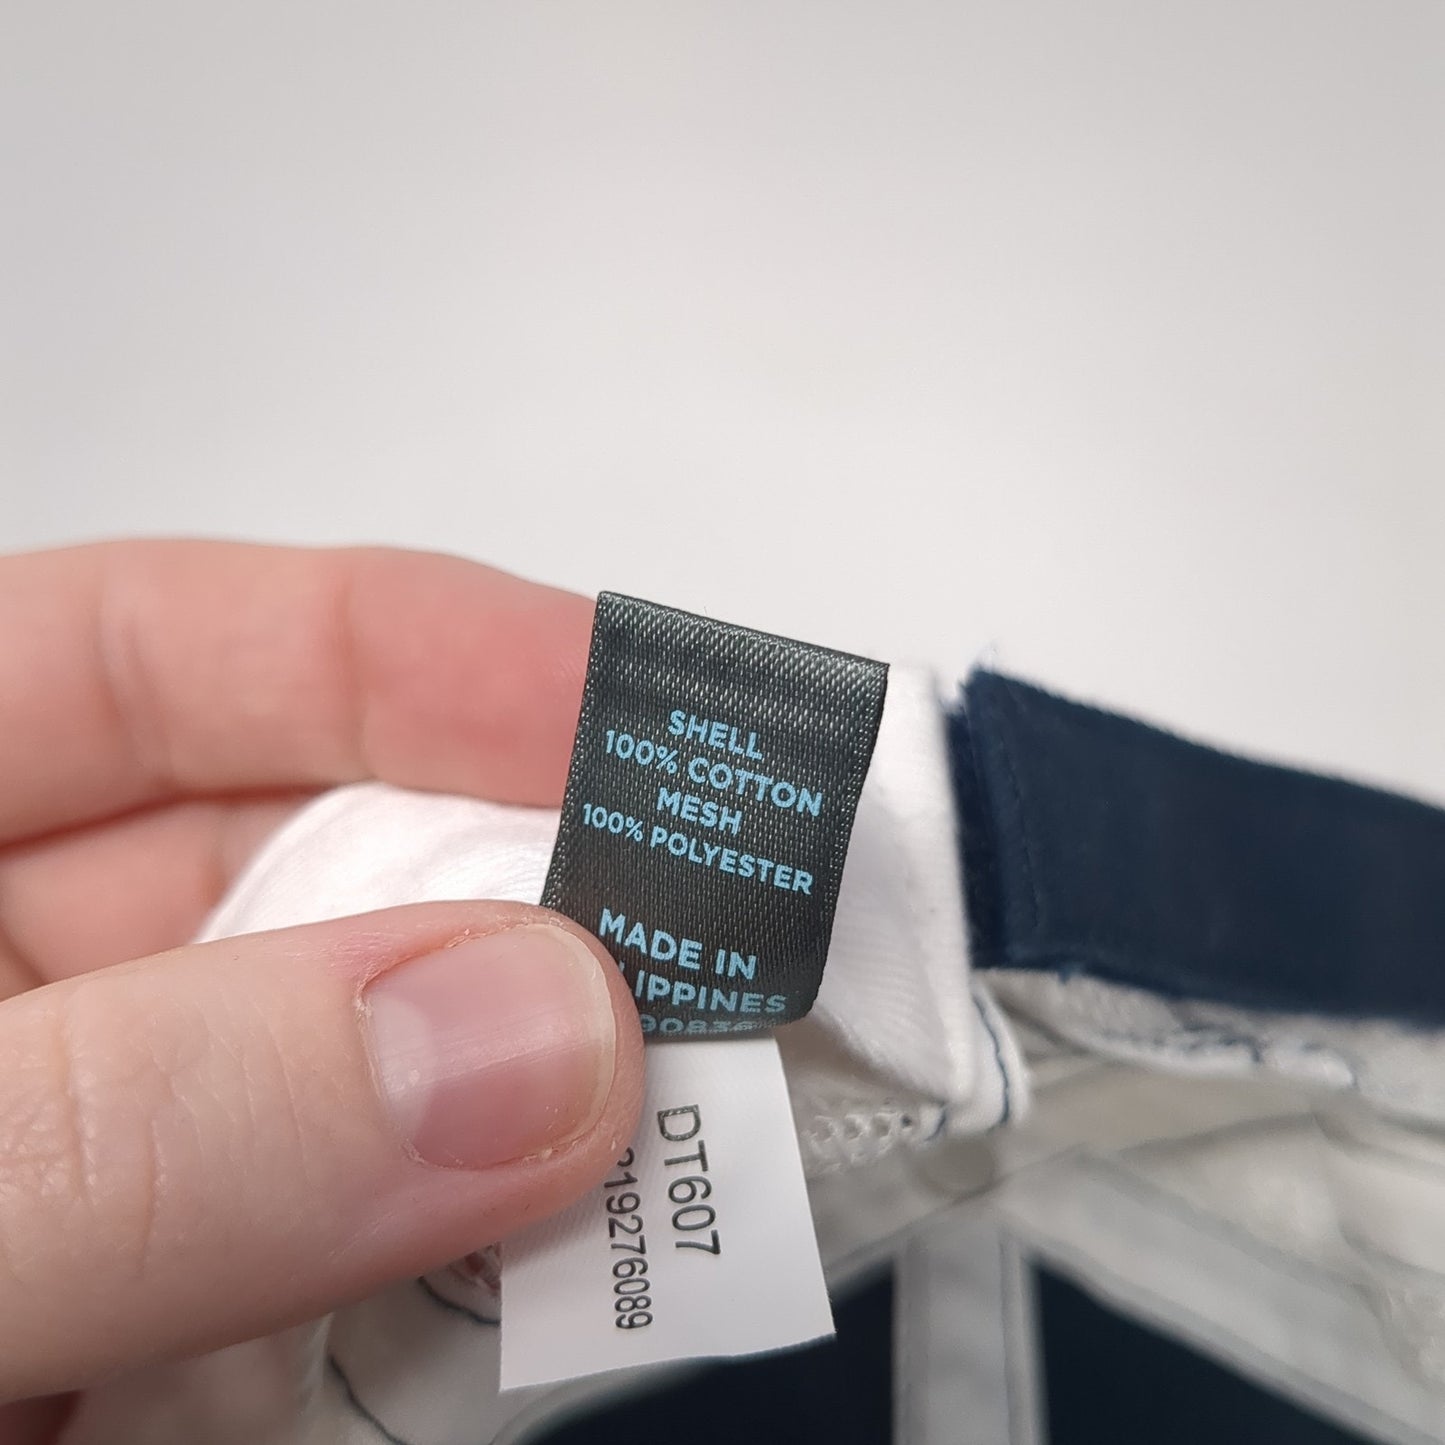 SHELL
100% COTTON
MESH
100% POLYESTER
MADE IN
DT607